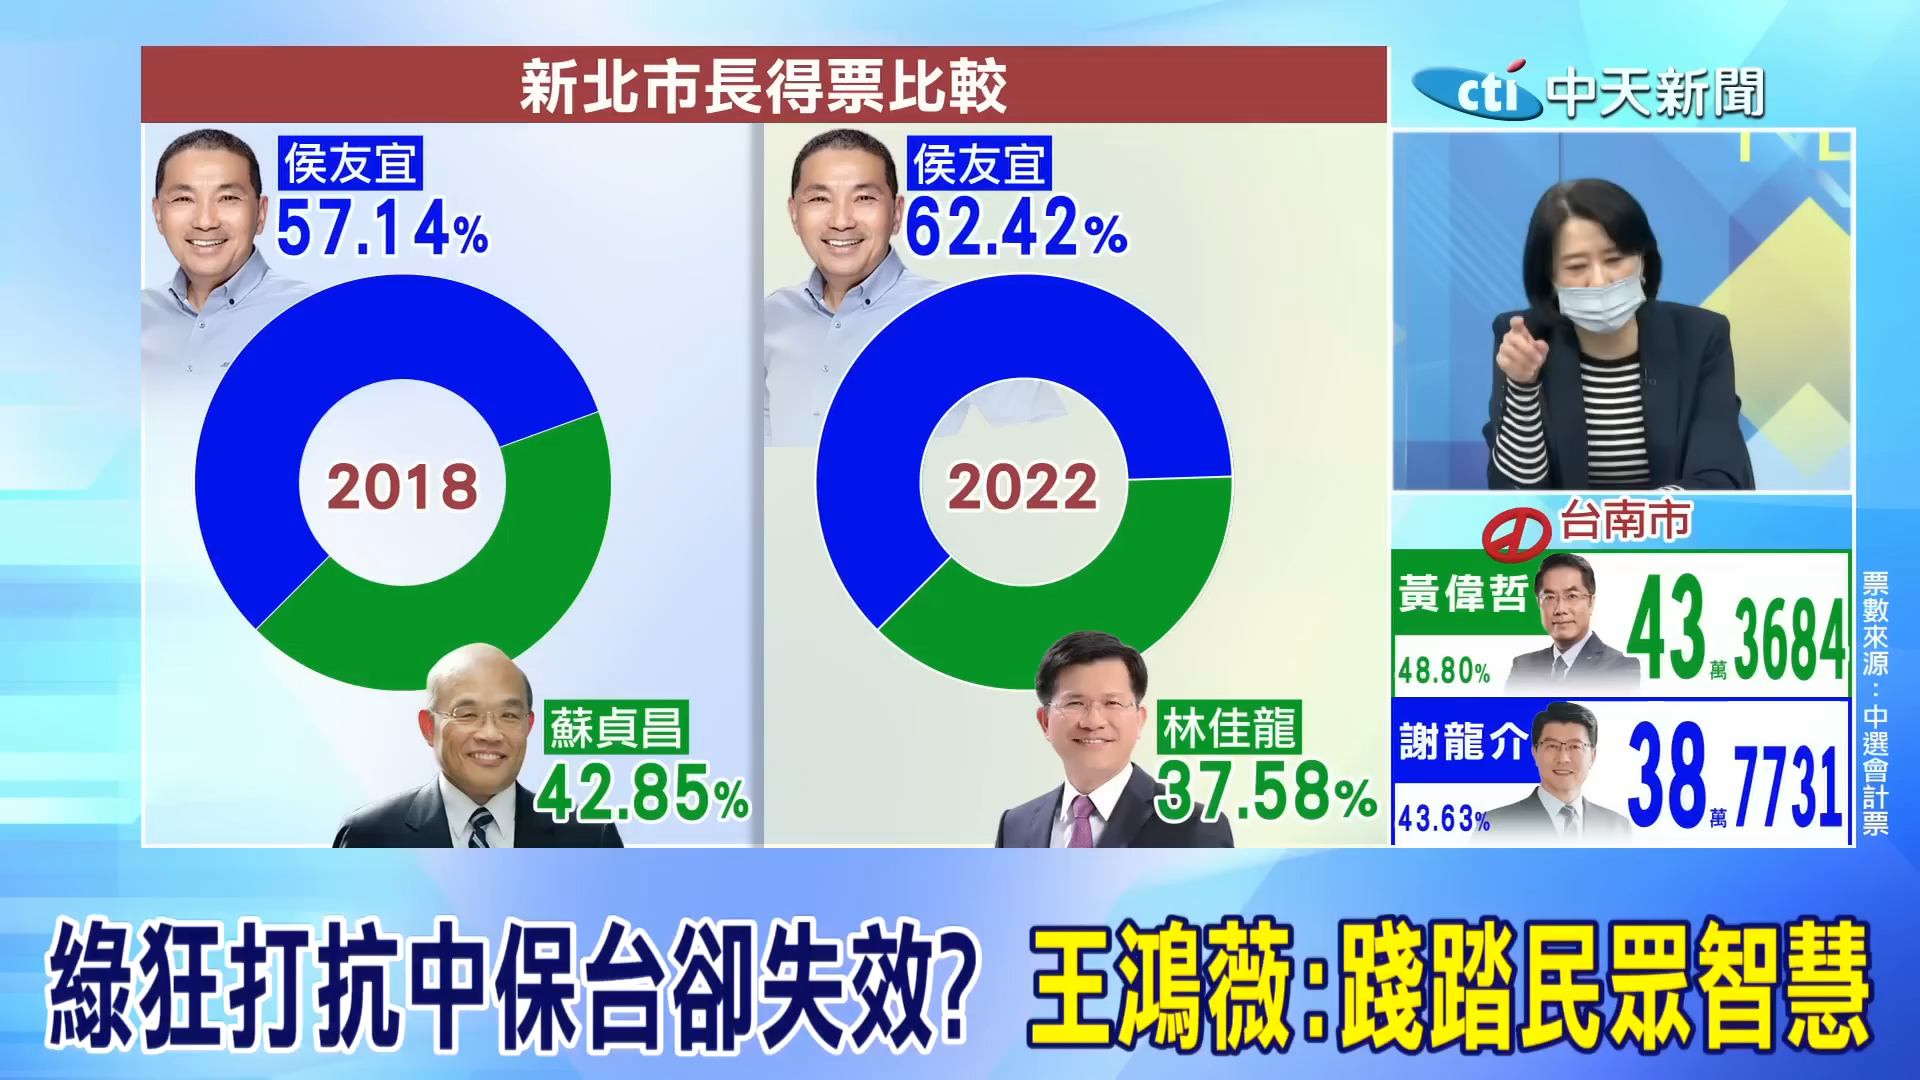 新北市長得票比較
侯友宜
57.14%
2018
蘇貞昌
42.85%
侯友宜
62.42%
2022
林佳龍
37.58%
cti 中天新聞
台南市
黃偉哲
48.80%
43萬3684
謝龍介
43.63%
38萬7731
票數來源:中選會計票
綠狂打抗中保台卻失效? 王鴻薇:踐踏民眾智慧